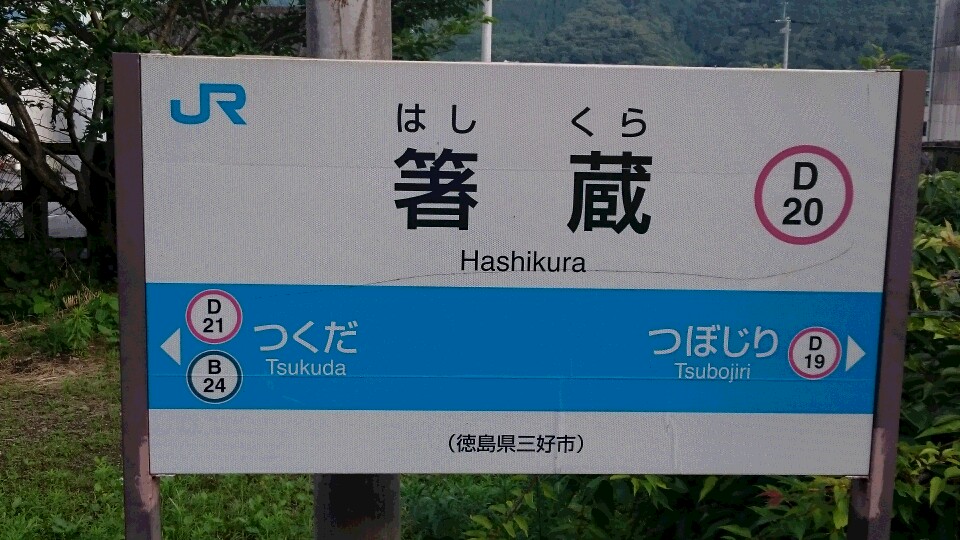 JR
はし くら
箸 蔵
Hashikura
D
20
D
21
B
24
つくだ
Tsukuda
つぼじり
Tsubojiri
D
19
(徳島県三好市)